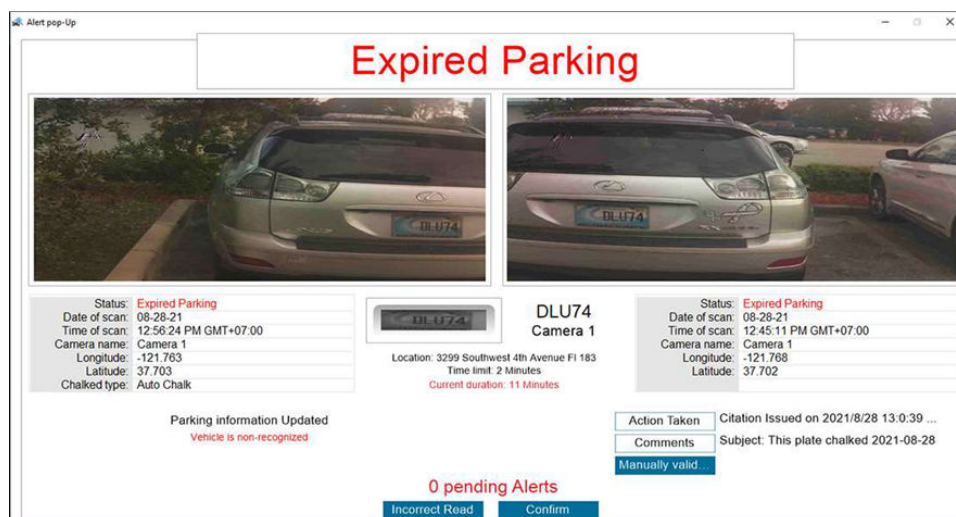 Alert pop-Up
Expired Parking
DLU74
DLU74
Status: Expired Parking
Date of scan: 08-28-21
Time of scan: 12:56:24 PM GMT+07:00
Camera name: Camera 1
Longitude: -121.763
Latitude: 37.703
Chalked type: Auto Chalk
DLU74
DLU74
Camera 1
Location: 3299 Southwest 4th Avenue Fl 183
Time limit: 2 Minutes
Current duration: 11 Minutes
Status: Expired Parking
Date of scan: 08-28-21
Time of scan: 12:45:11 PM GMT+07:00
Camera name: Camera 1
Longitude: -121.768
Latitude: 37.702
Parking information Updated
Vehicle is non-recognized
Action Taken Citation Issued on 2021/8/28 13:0:39 ...
Comments Subject: This plate chalked 2021-08-28
Manually valid...
0 pending Alerts
Incorrect Read Confirm